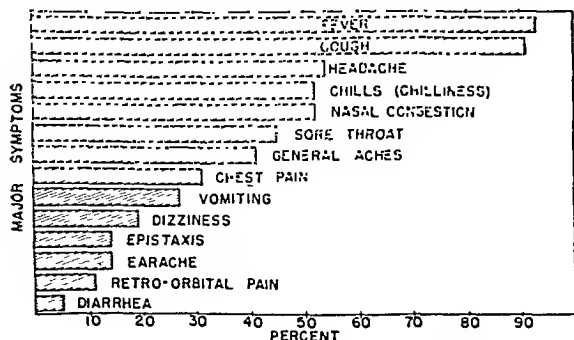 FEVER
COUGH
HEADACHE
CHILLS (CHILLINESS)
NASAL CONGESTION
SORE THROAT
GENERAL ACHES
CHEST PAIN
VOMITING
DIZZINESS
EPISTAXIS
EARACHE
RETRO-ORBITAL PAIN
DIARRHEA
MAJOR SYMPTOMS
10 20 30 40 50 60 70 80 90
PERCENT